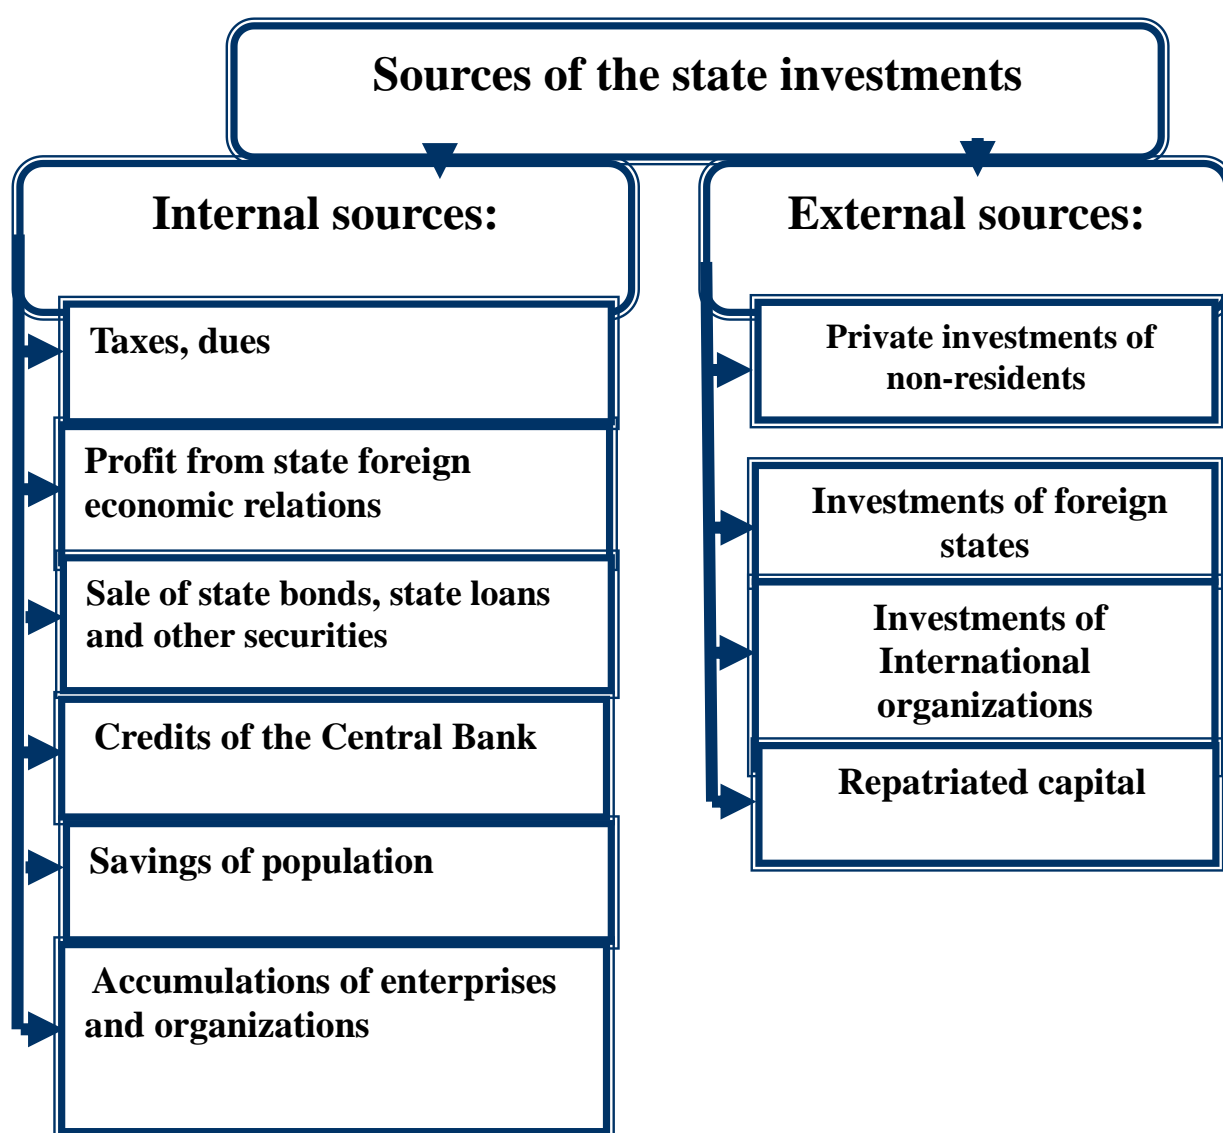 Sources of the state investments
Internal sources:
Taxes, dues
Profit from state foreign
economic relations
Sale of state bonds, state loans
and other securities
Credits of the Central Bank
Savings of population
Accumulations of enterprises
and organizations
External sources:
Private investments of
non-residents
Investments of foreign
states
Investments of
International
organizations
Repatriated capital